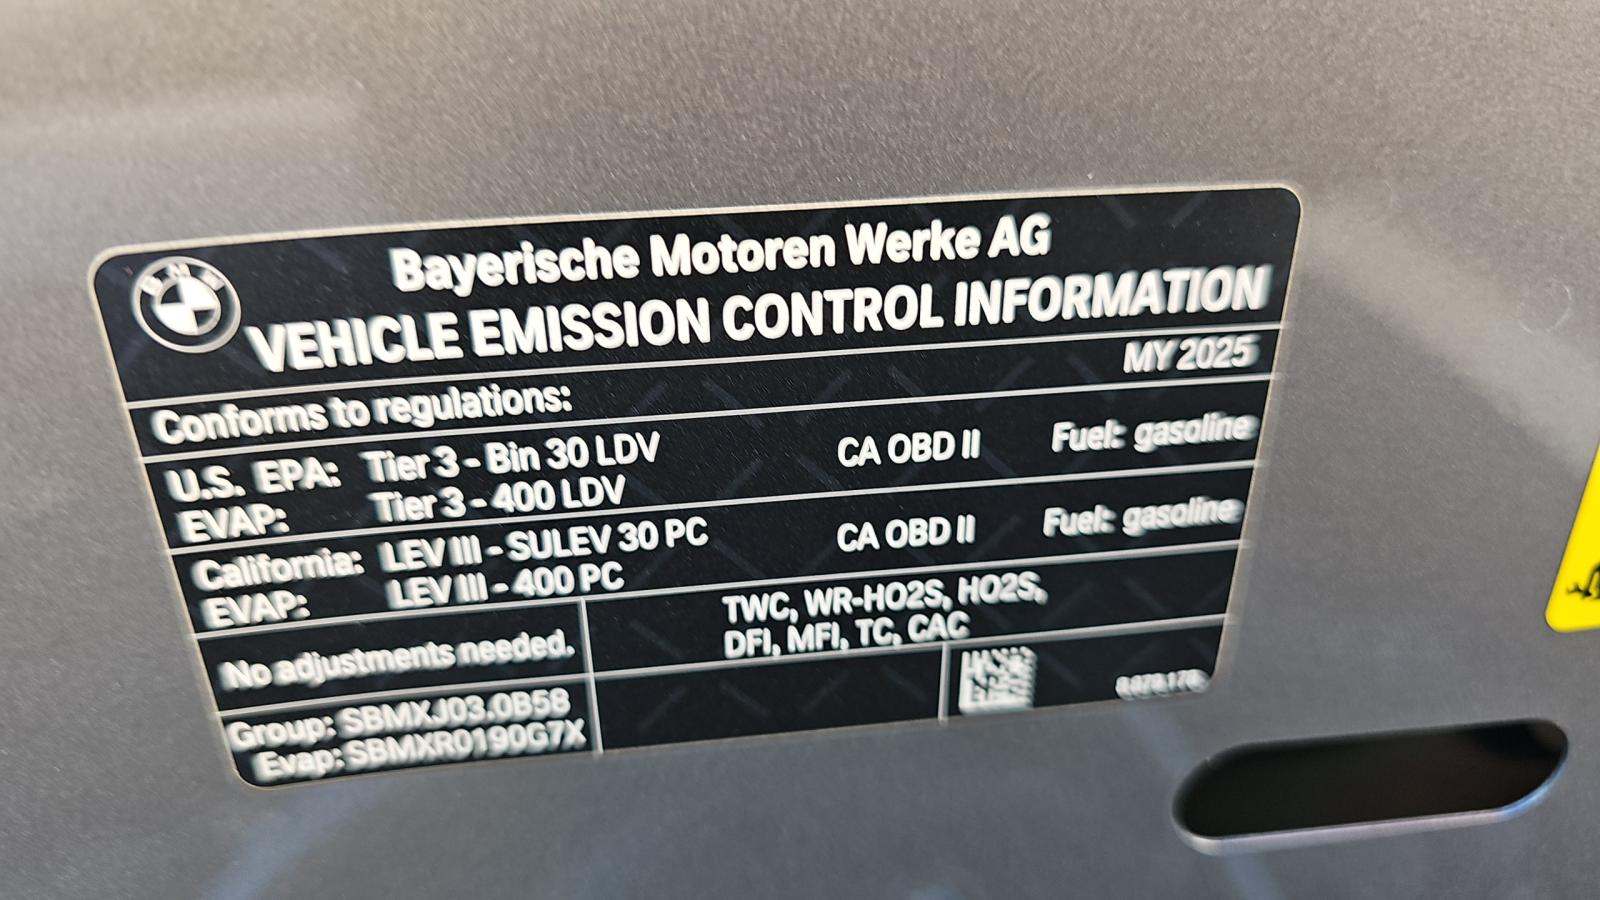 BMW
Bayerische Motoren Werke AG
VEHICLE EMISSION CONTROL INFORMATION
MY 2025
Conforms to regulations:
U.S. EPA: Tier 3 - Bin 30 LDV CA OBD II Fuel: gasoline
EVAP: Tier 3 - 400 LDV
California: LEV III - SULEV 30 PC CA OBD II Fuel: gasoline
EVAP: LEV III - 400 PC
No adjustments needed.
TWC, WR-HO2S, HO2S,
DFI, MFI, TC, CAC
Group: SBMXJ03.0B58
Evap: SBMXR0190G7X